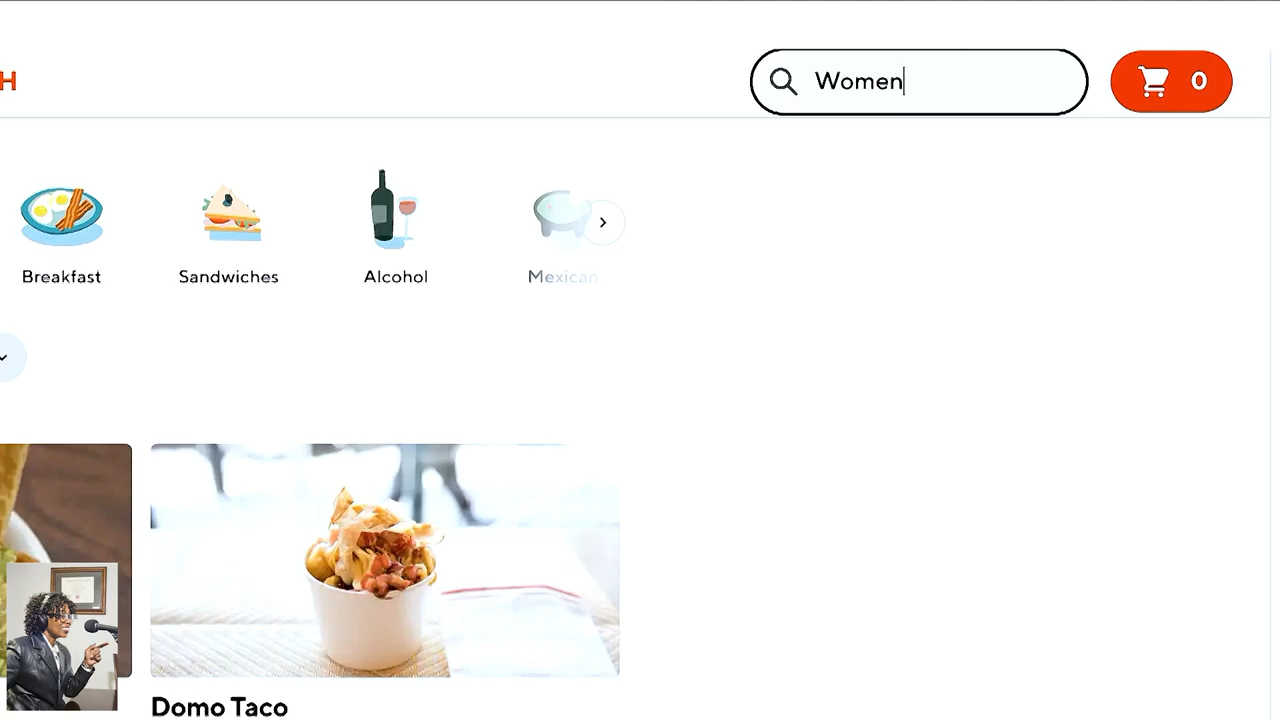 H
Women
0
Breakfast
Sandwiches
Alcohol
Mexican
Domo Taco